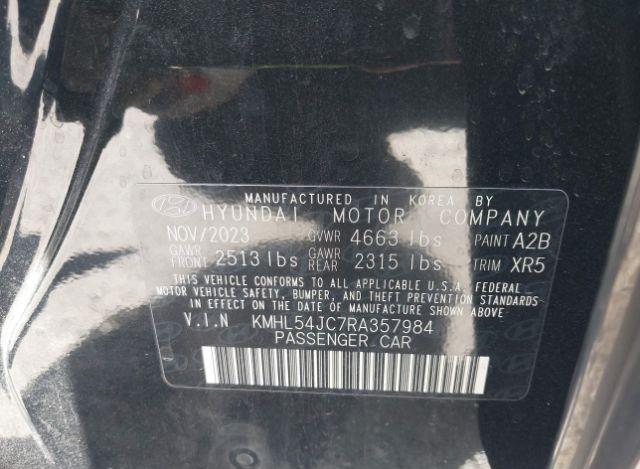 MANUFACTURED IN KOREA BY
HYUNDAI MOTOR COMPANY
NOV/2023 GVWR 4663 lbs PAINT A2B
GAWR FRONT 2513 lbs GAWR REAR 2315 lbs TRIM XR5
THIS VEHICLE CONFORMS TO ALL APPLICABLE U.S.A. FEDERAL
MOTOR VEHICLE SAFETY, BUMPER, AND THEFT PREVENTION STANDARDS
IN EFFECT ON THE DATE OF MANUFACTURE SHOWN ABOVE.
V.I.N KMHL54JC7RA357984
PASSENGER CAR